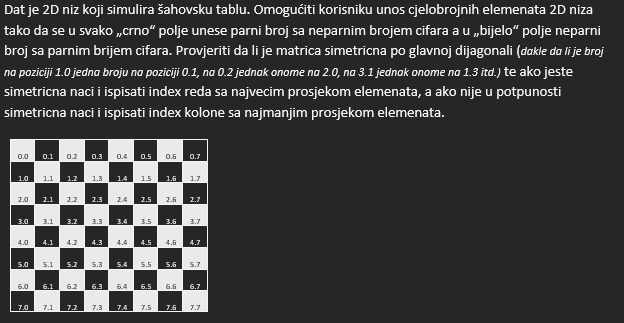 Dat je 2D niz koji simulira šahovsku tablu. Omogućiti korisniku unos cjelobrojnih elemenata 2D niza
tako da se u svako „crno“ polje unese parni broj sa neparnim brojem cifara a u „bijelo“ polje neparni
broj sa parnim brijem cifara. Provjeriti da li je matrica simetricna po glavnoj dijagonali (dakle da li je broj
na poziciji 1.0 jedna broju na poziciji 0.1, na 0.2 jednak onome na 2.0, na 3.1 jednak onome na 1.3 itd.) te ako jeste
simetricna naci i ispisati index reda sa najvecim prosjekom elemenata, a ako nije u potpunosti
simetricna naci i ispisati index kolone sa najmanjim prosjekom elemenata.
0.0 0.1 0.2 0.3 0.4 0.5 0.6 0.7
1.0 1.1 1.2 1.3 1.4 1.5 1.6 1.7
2.0 2.1 2.2 2.3 2.4 2.5 2.6 2.7
3.0 3.1 3.2 3.3 3.4 3.5 3.6 3.7
4.0 4.1 4.2 4.3 4.4 4.5 4.6 4.7
5.0 5.1 5.2 5.3 5.4 5.5 5.6 5.7
6.0 6.1 6.2 6.3 6.4 6.5 6.6 6.7
7.0 7.1 7.2 7.3 7.4 7.5 7.6 7.7